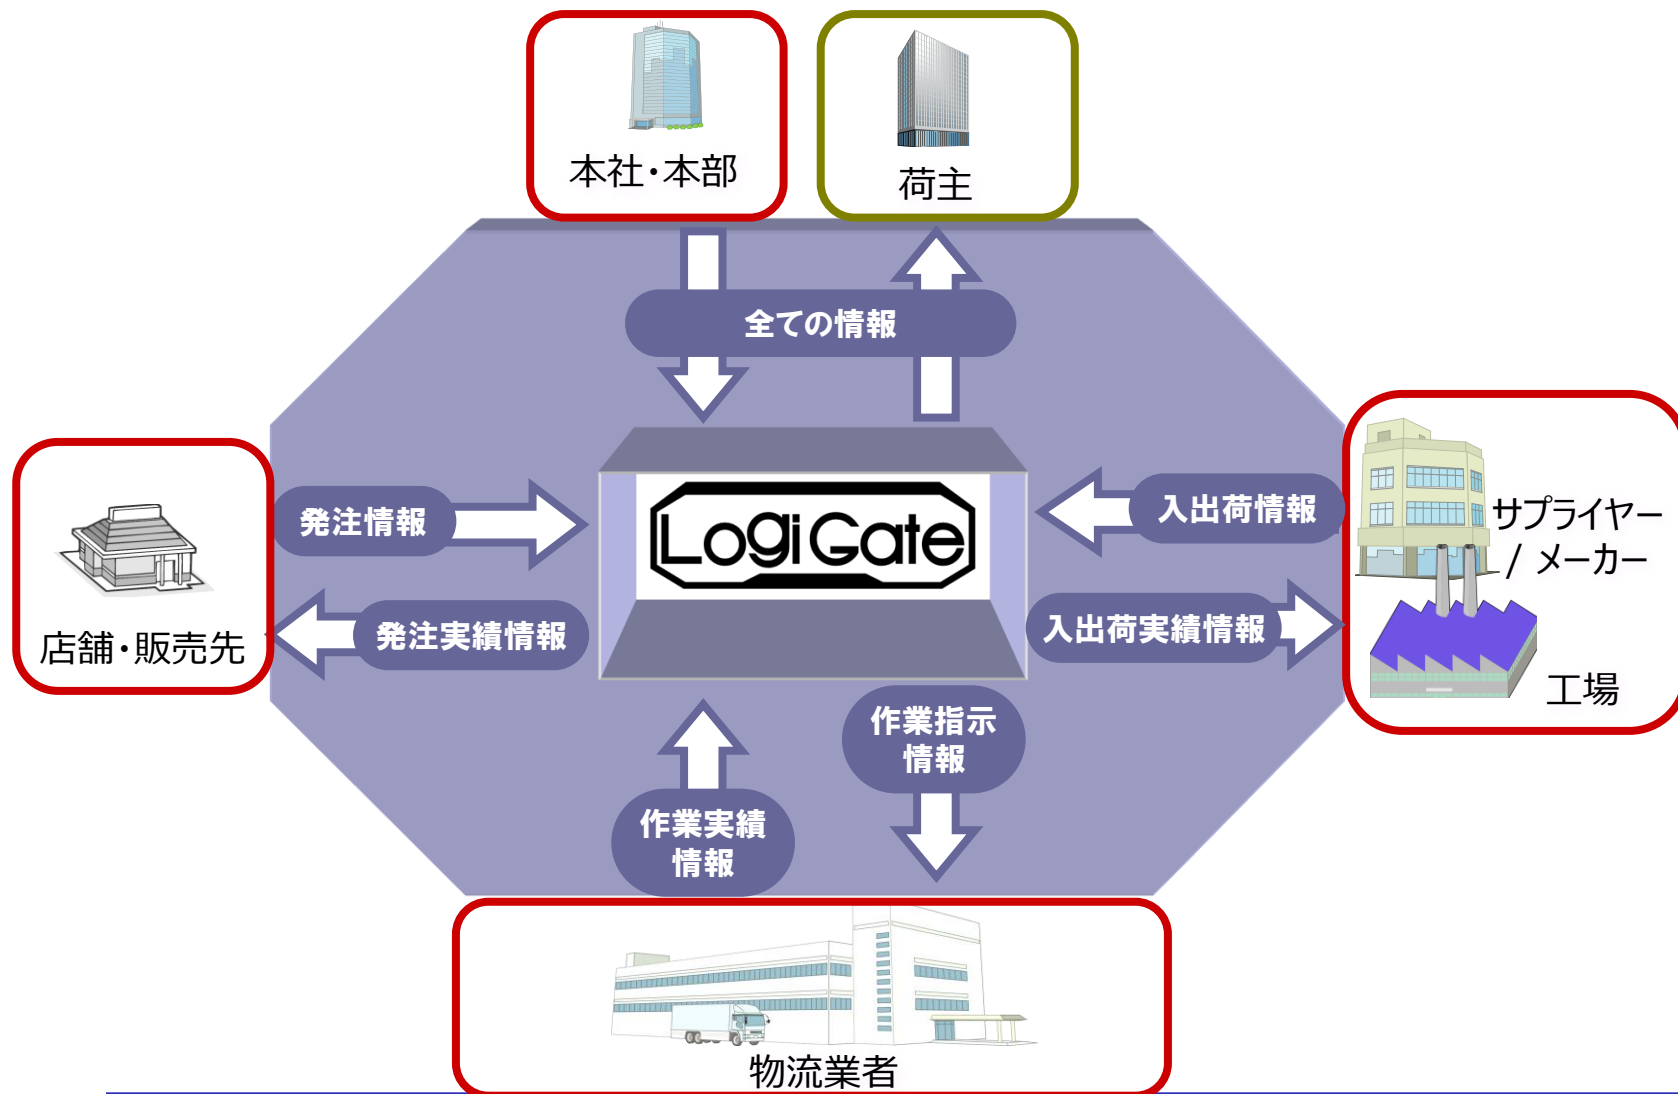 本社・本部
荷主
全ての情報
発注情報
入出荷情報
LogiGate
サプライヤー
/ メーカー
発注実績情報
入出荷実績情報
店舗・販売先
工場
作業指示
情報
作業実績
情報
物流業者